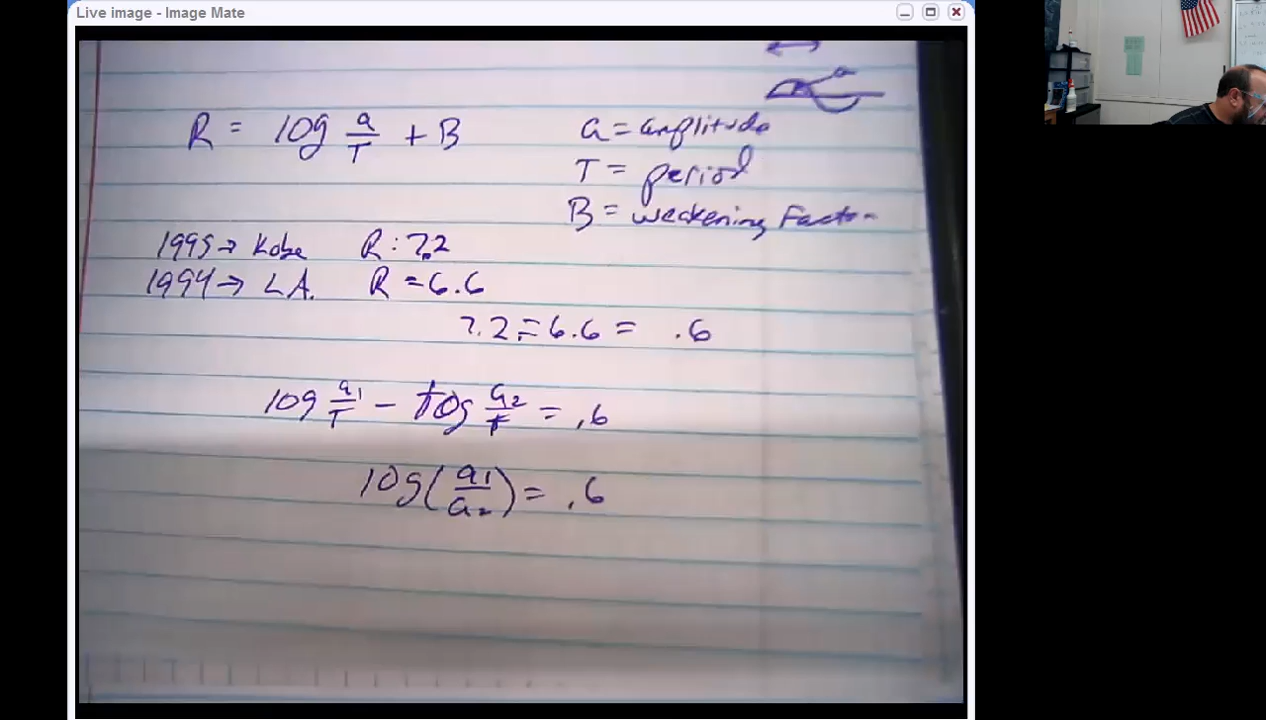 Live image - Image Mate
R = log a/T + B
a = amplitude
T = period
B = weakening Factor
1995 → Kobe R: 7.2
1994 → L.A. R = 6.6
7.2 - 6.6 = .6
log a1/T - log a2/T = .6
log(a1/a2) = .6